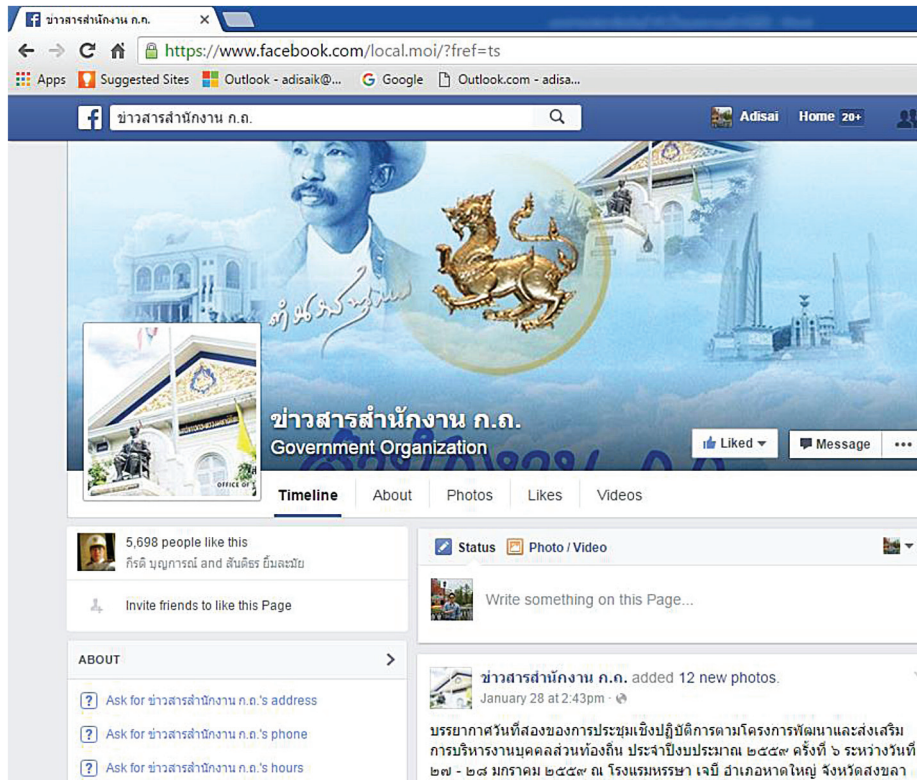 ข่าวสารสำนักงาน ก.ถ.
https://www.facebook.com/local.moi/?fref=ts
Apps Suggested Sites Outlook - adisaik@... Google Outlook.com - adisa...
ข่าวสารสำนักงาน ก.ถ. Adisai Home 20+
ข่าวสารสำนักงาน ก.ถ.
Government Organization
Liked Message
OFFICE OF
Timeline About Photos Likes Videos
5,698 people like this
กีรติ บุญการณ์ and สันติธร ยิ้มละมัย
Invite friends to like this Page
ABOUT
Ask for ข่าวสารสำนักงาน ก.ถ.'s address
Ask for ข่าวสารสำนักงาน ก.ถ.'s phone
Ask for ข่าวสารสำนักงาน ก.ถ.'s hours
Status Photo / Video
Write something on this Page...
ข่าวสารสำนักงาน ก.ถ. added 12 new photos.
January 28 at 2:43pm ·
บรรยากาศวันที่สองของการประชุมเชิงปฏิบัติการตามโครงการพัฒนาและส่งเสริม
การบริหารงานบุคคลส่วนท้องถิ่น ประจำปีงบประมาณ ๒๕๕๙ ครั้งที่ ๖ ระหว่างวันที่
๒๗ - ๒๘ มกราคม ๒๕๕๙ ณ โรงแรมหรรษา เจบี อำเภอหาดใหญ่ จังหวัดสงขลา